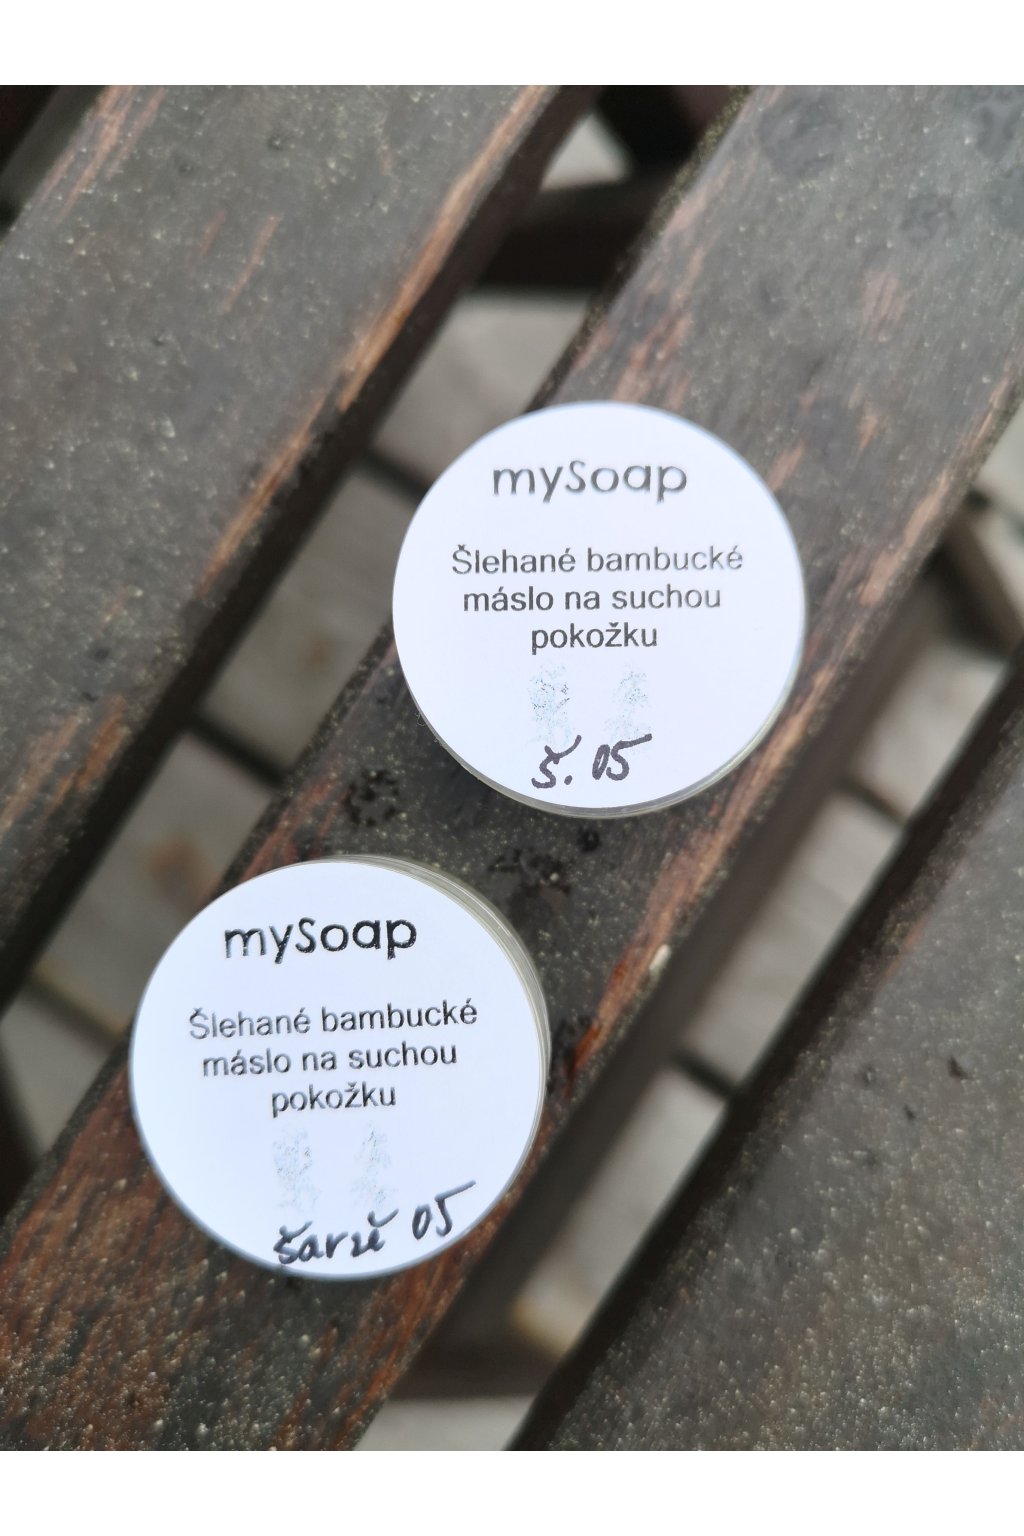 mySoap
Šlehané bambucké
máslo na suchou
pokožku
š. 05
mySoap
Šlehané bambucké
máslo na suchou
pokožku
šarže 05